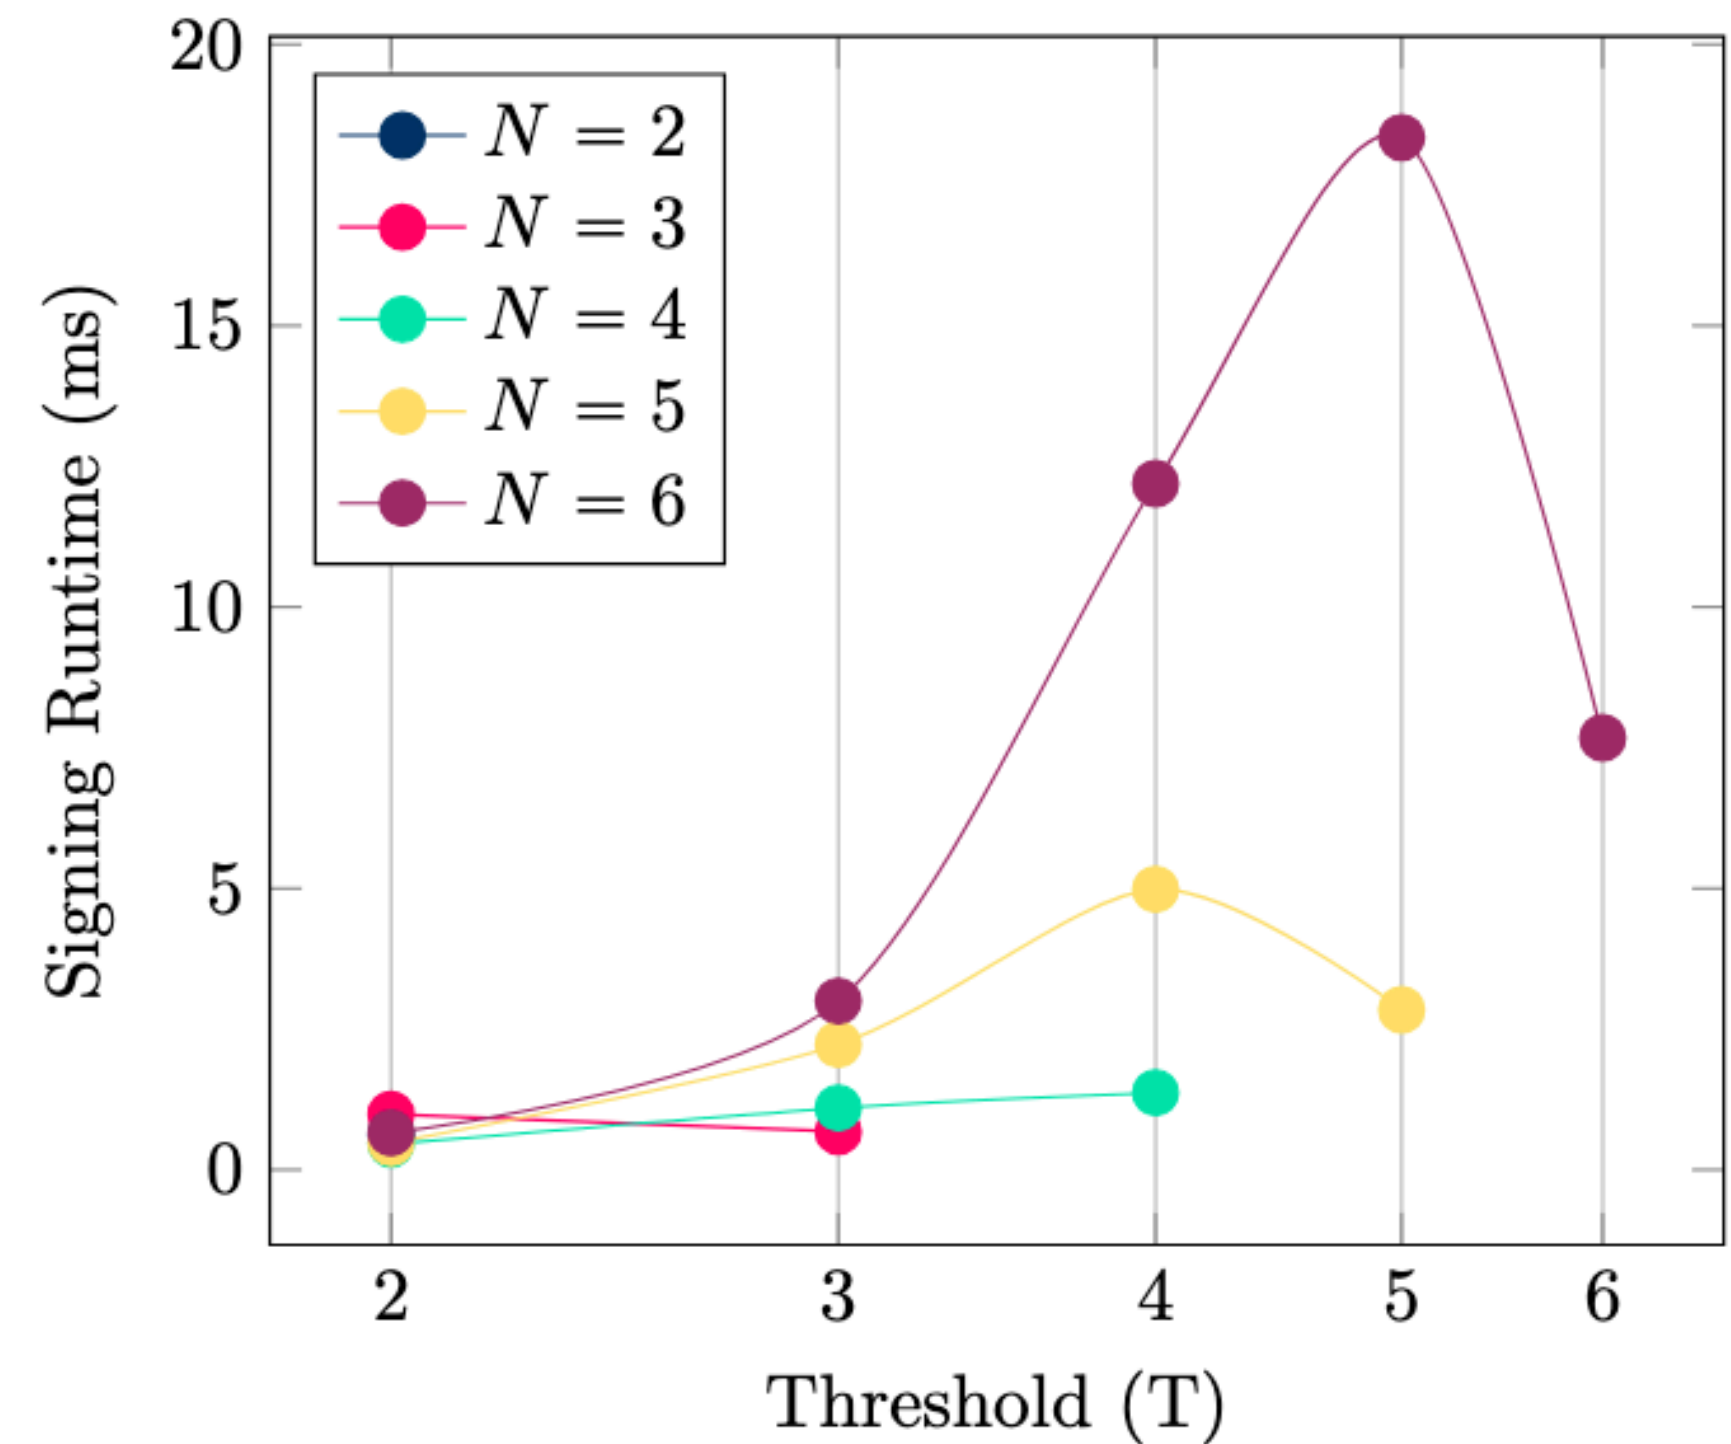 20
15
10
5
0
Signing Runtime (ms)
N = 2
N = 3
N = 4
N = 5
N = 6
2 3 4 5 6
Threshold (T)